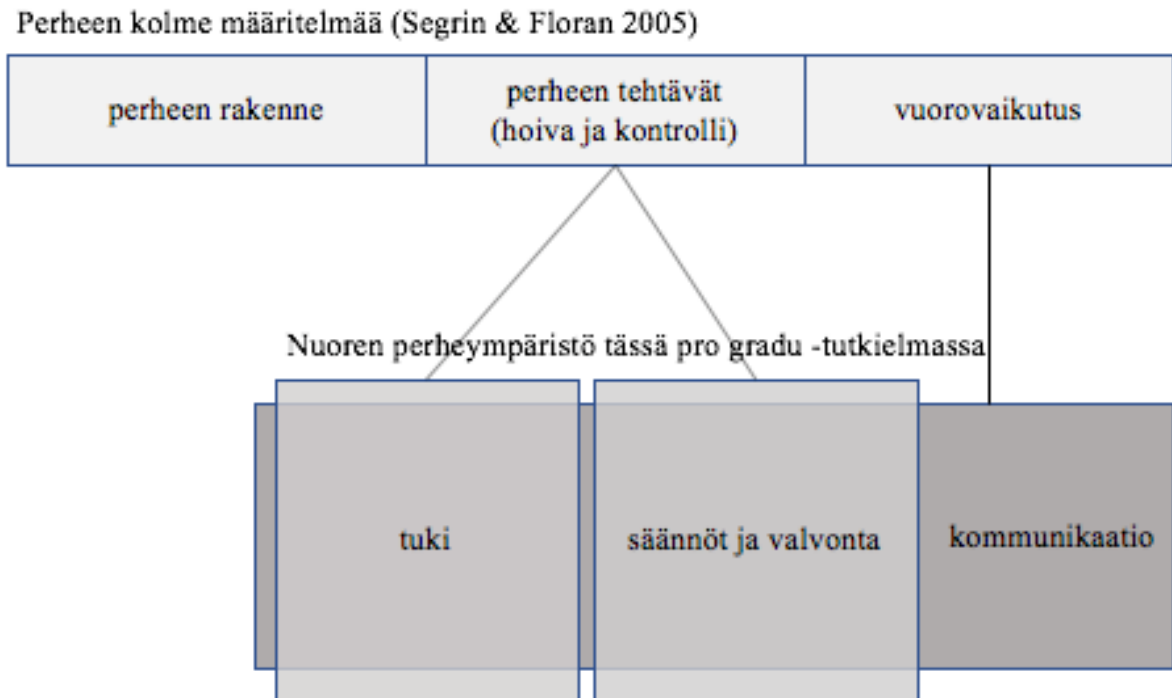 Perheen kolme määritelmää (Segrin & Floran 2005)
perheen rakenne
perheen tehtävät
(hoiva ja kontrolli)
vuorovaikutus
Nuoren perheympäristö tässä pro gradu -tutkielmassa
tuki
säännöt ja valvonta
kommunikaatio